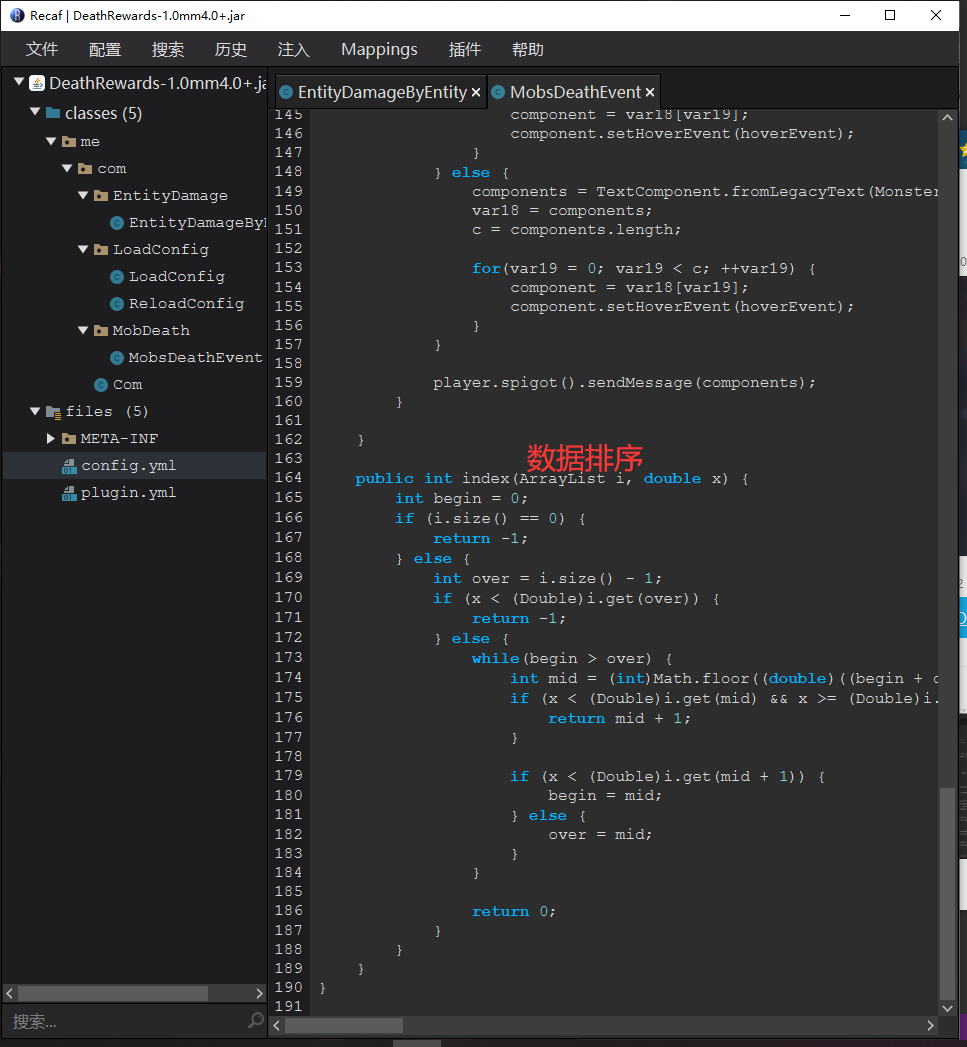 Recaf | DeathRewards-1.0mm4.0+.jar
文件 配置 搜索 历史 注入 Mappings 插件 帮助
DeathRewards-1.0mm4.0+.ja
classes (5)
me
com
EntityDamage
EntityDamageByE
LoadConfig
LoadConfig
ReloadConfig
MobDeath
MobsDeathEvent
Com
files (5)
META-INF
config.yml
plugin.yml
搜索...
EntityDamageByEntity × MobsDeathEvent ×
145 component = var18[var19];
146 component.setHoverEvent(hoverEvent);
147 }
148 } else {
149 components = TextComponent.fromLegacyText(Monster
150 var18 = components;
151 c = components.length;
152
153 for(var19 = 0; var19 < c; ++var19) {
154 component = var18[var19];
155 component.setHoverEvent(hoverEvent);
156 }
157 }
158
159 player.spigot().sendMessage(components);
160 }
161
162 }
163
数据排序
164 public int index(ArrayList i, double x) {
165 int begin = 0;
166 if (i.size() == 0) {
167 return -1;
168 } else {
169 int over = i.size() - 1;
170 if (x < (Double)i.get(over)) {
171 return -1;
172 } else {
173 while(begin > over) {
174 int mid = (int)Math.floor((double)((begin + o
175 if (x < (Double)i.get(mid) && x >= (Double)i.
176 return mid + 1;
177 }
178
179 if (x < (Double)i.get(mid + 1)) {
180 begin = mid;
181 } else {
182 over = mid;
183 }
184 }
185
186 return 0;
187 }
188 }
189 }
190 }
191